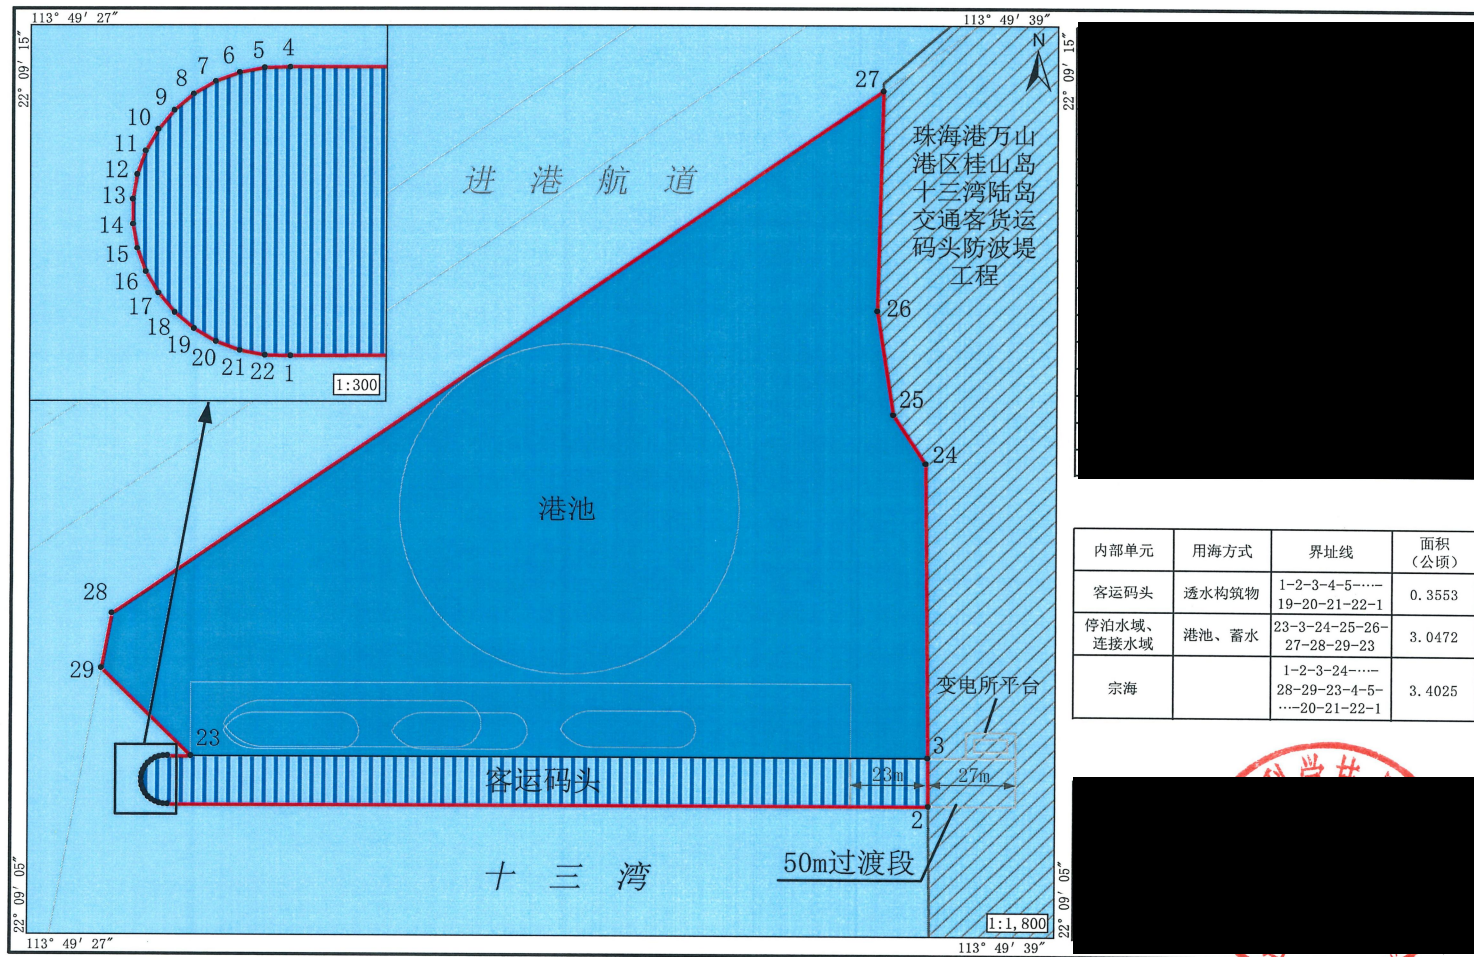 113° 49′ 27″
113° 49′ 39″
22° 09′ 15″
22° 09′ 15″
N
4
5
6
7
8
9
10
11
12
13
14
15
16
17
18
19
20
21
22
1
1:300
进港航道
27
珠海港万山
港区桂山岛
十三湾陆岛
交通客货运
码头防波堤
工程
26
25
24
港池
28
29
23
变电所平台
3
客运码头
23m
27m
2
50m过渡段
十三湾
1:1,800
22° 09′ 05″
22° 09′ 05″
113° 49′ 27″
113° 49′ 39″
内部单元 用海方式 界址线 面积
（公顷）
客运码头 透水构筑物 1-2-3-4-5-…-
19-20-21-22-1 0.3553
停泊水域、
连接水域 港池、蓄水 23-3-24-25-26-
27-28-29-23 3.0472
宗海 1-2-3-24-…-
28-29-23-4-5-
…-20-21-22-1 3.4025
学技